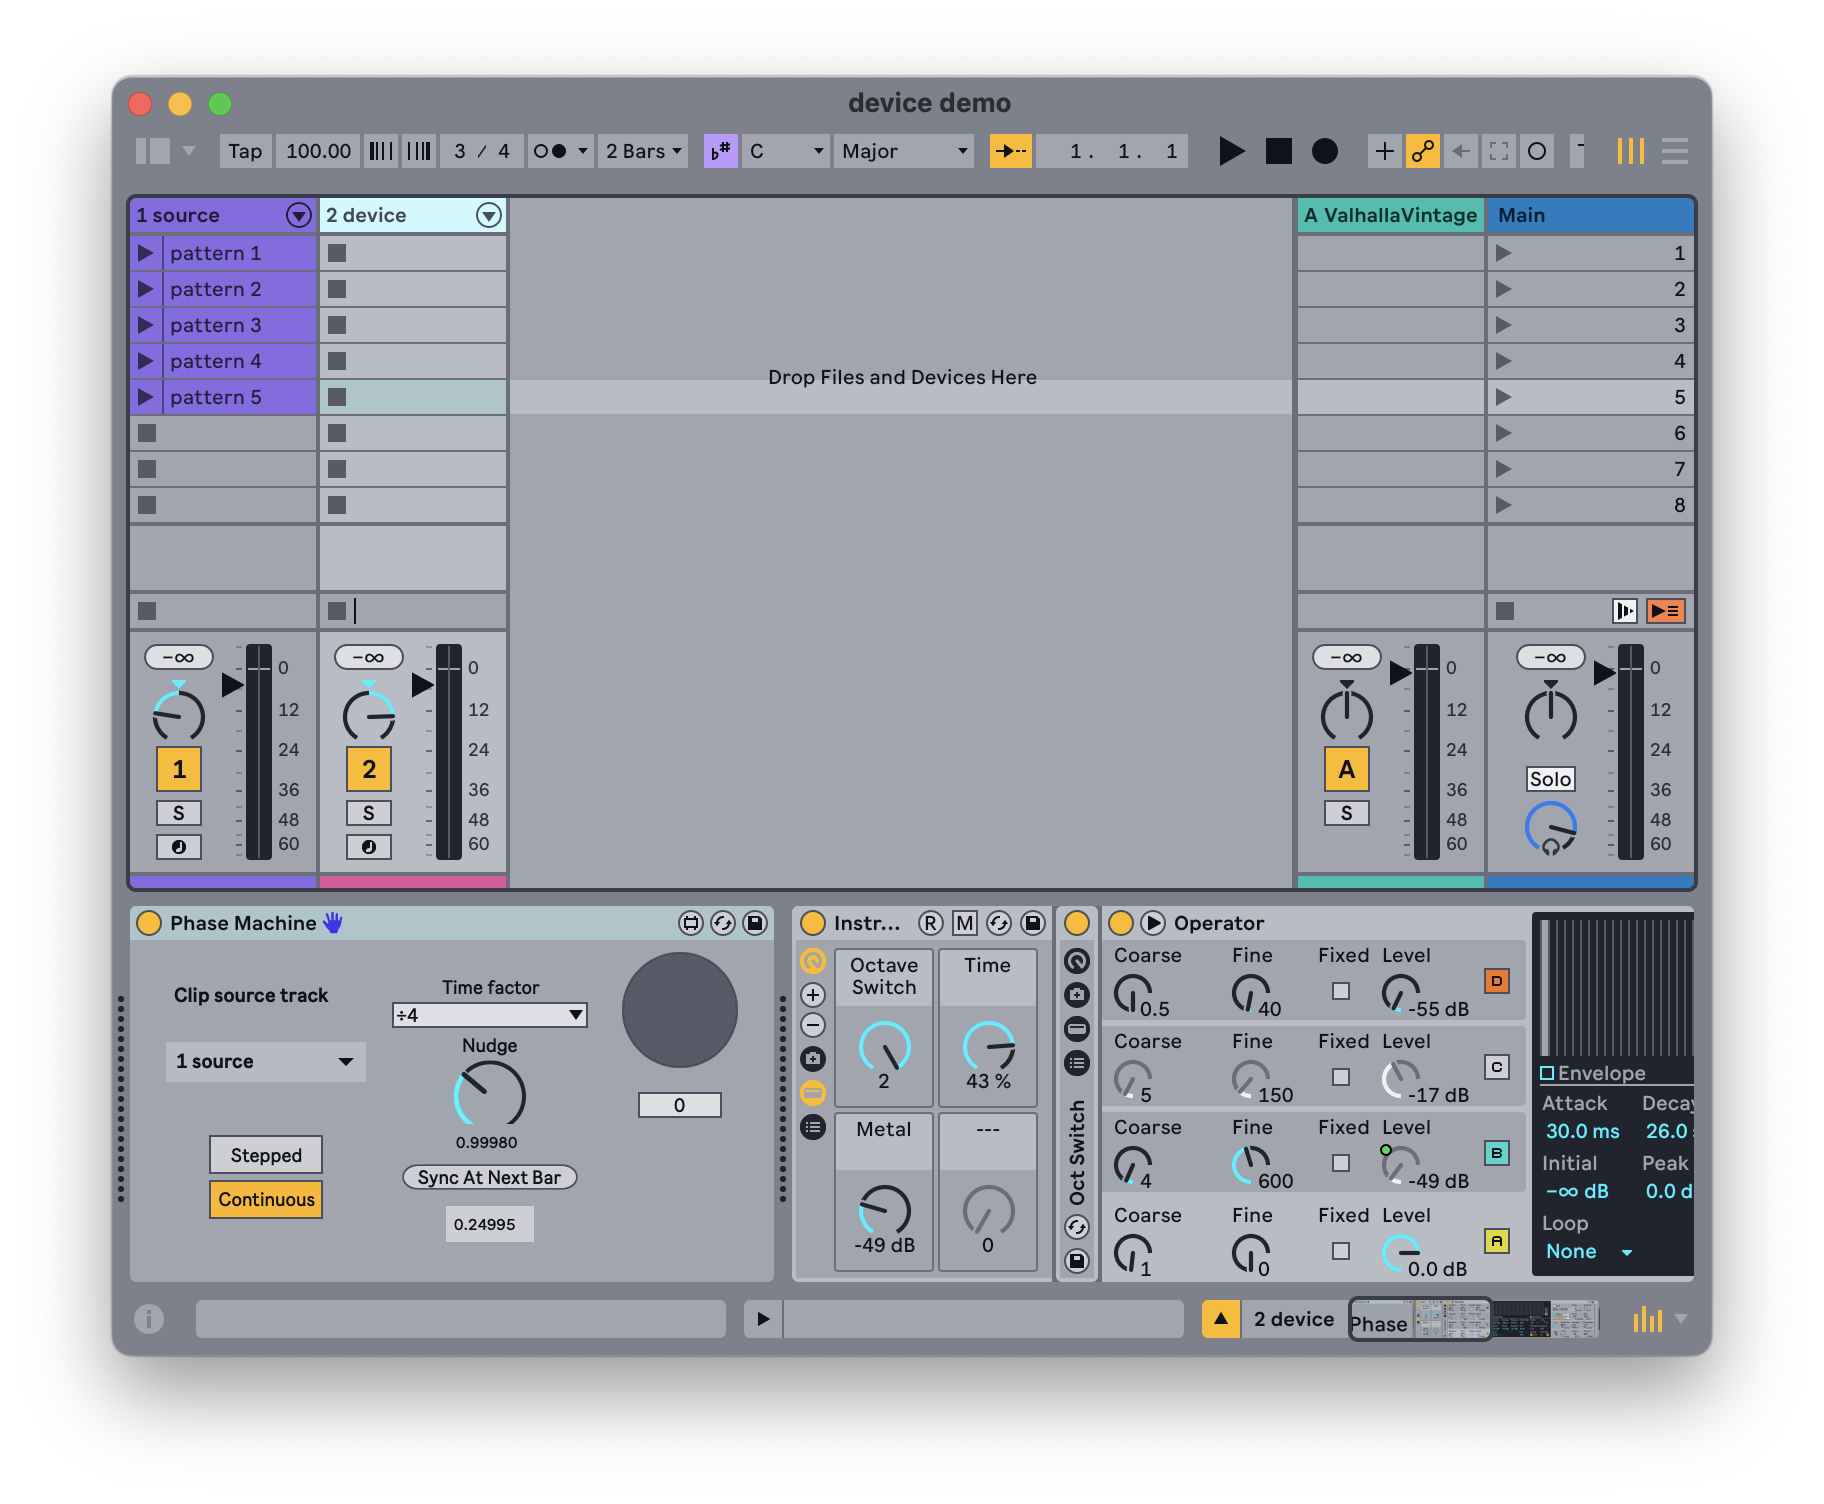 device demo
Tap 100.00 3 / 4 2 Bars C Major 1. 1. 1
1 source 2 device A ValhallaVintage Main
pattern 1 1
pattern 2 2
pattern 3 3
Drop Files and Devices Here
pattern 4 4
pattern 5 5
6
7
8
-∞ -∞ -∞ -∞
0 0 0 0
12 12 12 12
24 24 24 24
1 2 A Solo
36 36 36 36
S S S
48 48 48 48
60 60 60 60
Phase Machine
Clip source track
1 source
Stepped
Continuous
Time factor
÷4
Nudge
0.99980
Sync At Next Bar
0.24995
0
Instr... R M
Octave Switch
2
Time
43 %
Metal
-49 dB
---
0
Oct Switch
Operator
Coarse Fine Fixed Level
0.5 40 -55 dB D
Coarse Fine Fixed Level
5 150 -17 dB C
Coarse Fine Fixed Level
4 600 -49 dB B
Coarse Fine Fixed Level
1 0 0.0 dB A
Envelope
Attack Decay
30.0 ms 26.0
Initial Peak
-∞ dB 0.0 d
Loop
None
2 device Phase